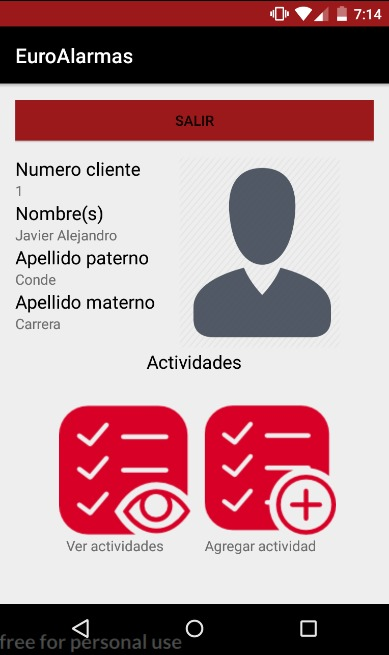 7:14
EuroAlarmas
SALIR
Numero cliente
1
Nombre(s)
Javier Alejandro
Apellido paterno
Conde
Apellido materno
Carrera
Actividades
Ver actividades
Agregar actividad
free for personal use